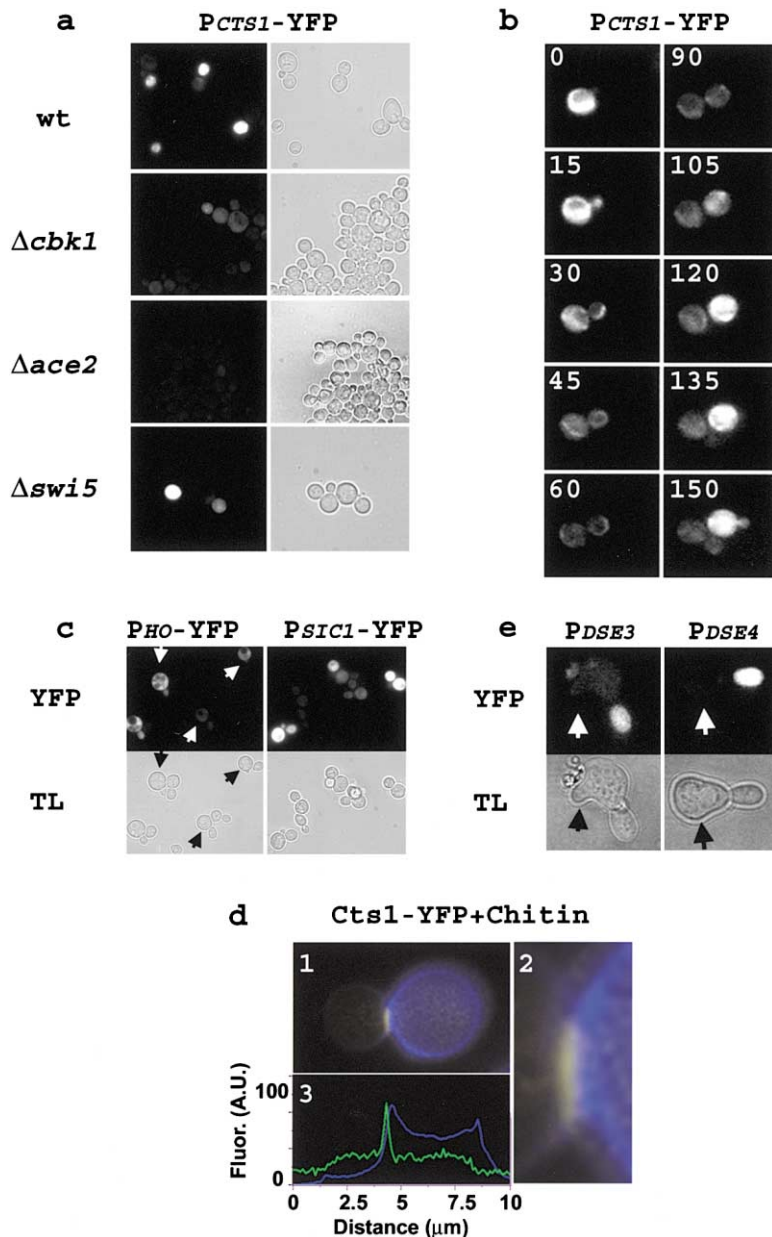 a
PCTS1-YFP
wt
Δcbk1
Δace2
Δswi5
b
PCTS1-YFP
0
90
15
105
30
120
45
135
60
150
c
PHO-YFP
PSIC1-YFP
YFP
TL
e
PDSE3
PDSE4
YFP
TL
d
Cts1-YFP+Chitin
1
2
3
Fluor. (A.U.)
100
0
0
2.5
5
7.5
10
Distance (μm)